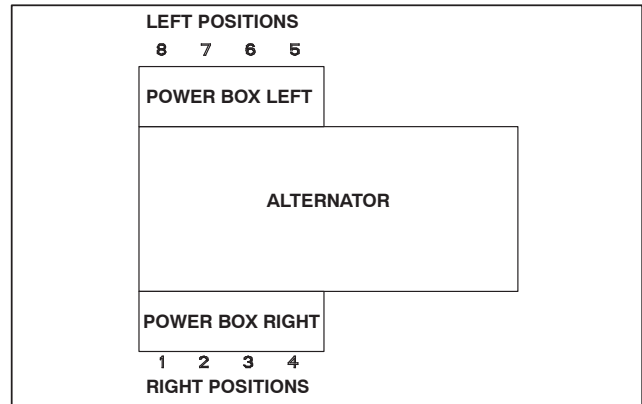 LEFT POSITIONS
8 7 6 5
POWER BOX LEFT
ALTERNATOR
POWER BOX RIGHT
1 2 3 4
RIGHT POSITIONS